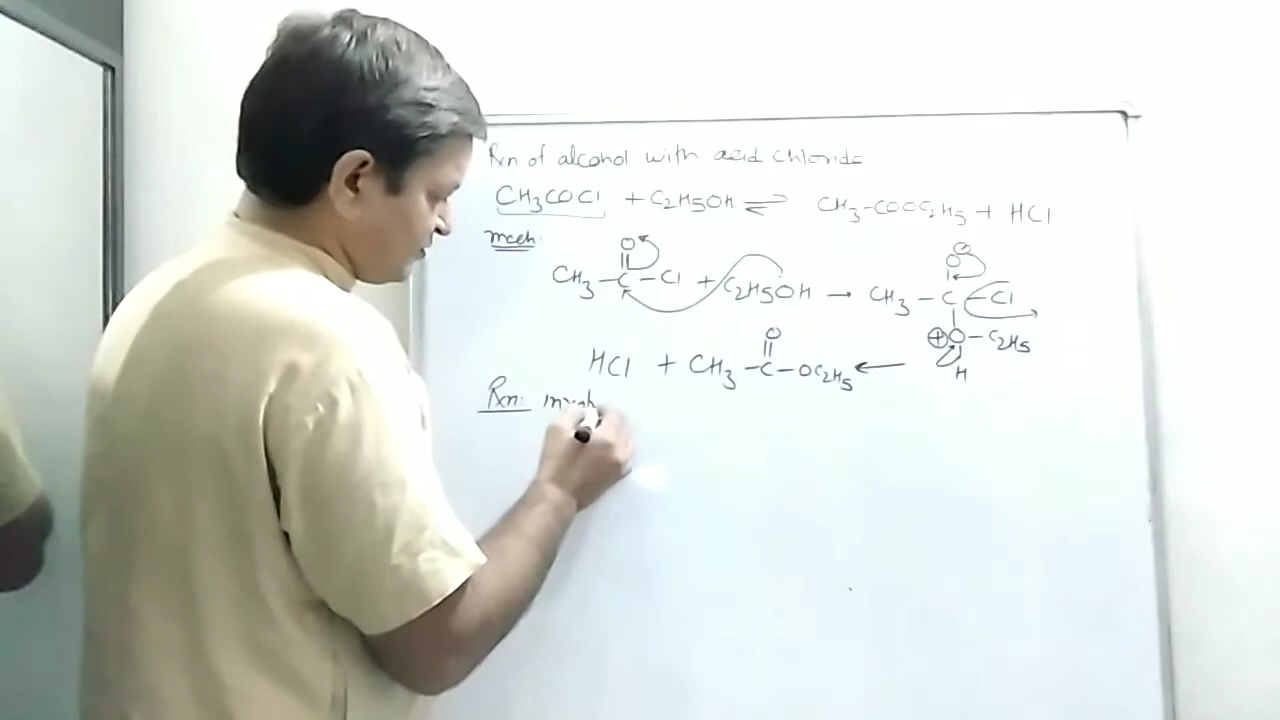 Rxn of alcohol with acid chloride
CH3COCl + C2H5OH ⇌ CH3-COOC2H5 + HCl
mech.
O
CH3-C-Cl + C2H5OH → CH3-C-Cl
⊖
O
⊕O-C2H5
H
O
HCl + CH3-C-OC2H5 ←
Rxn: